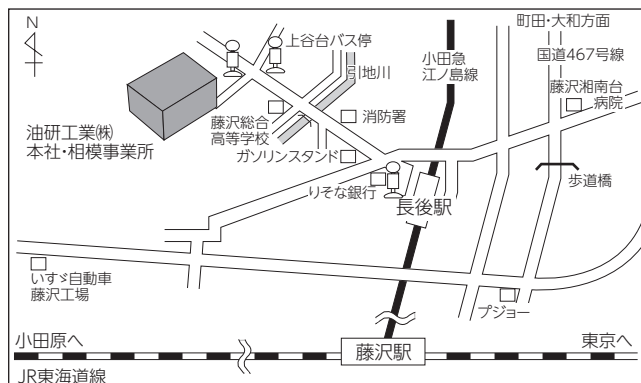 N
町田・大和方面
上谷台バス停
小田急
江ノ島線
国道467号線
引地川
藤沢湘南台
病院
藤沢総合
高等学校
消防署
油研工業㈱
本社・相模事業所
ガソリンスタンド
りそな銀行
歩道橋
長後駅
いすゞ自動車
藤沢工場
プジョー
小田原へ
藤沢駅
東京へ
JR東海道線